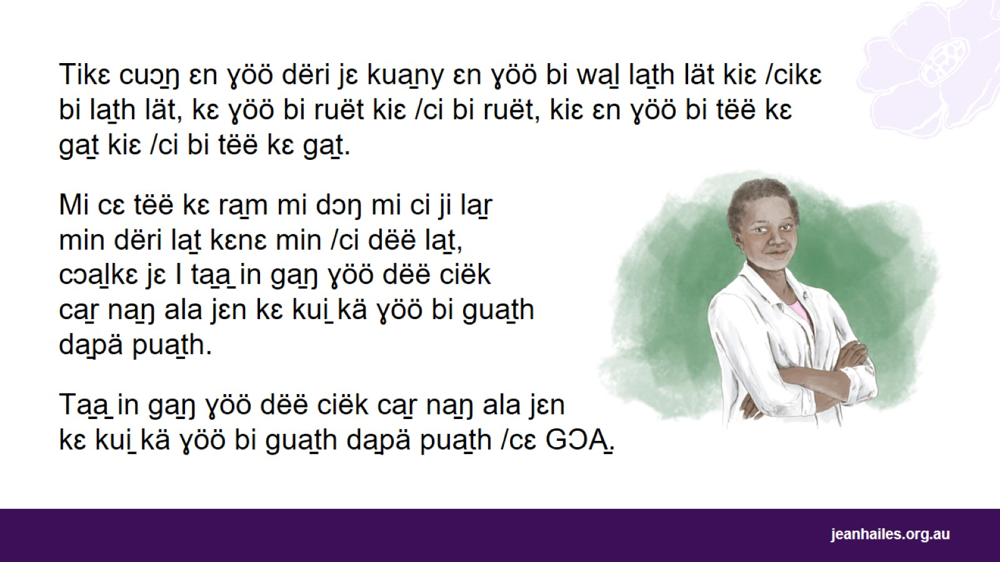 Tikɛ cuɔ̱ŋ ɛn ɣöö dëri jɛ kua̱ny ɛn ɣöö bi wa̱l la̱th lät kiɛ /cikɛ
bi la̱th lät, kɛ ɣöö bi ruët kiɛ /ci bi ruët, kiɛ ɛn ɣöö bi tëë kɛ
ga̱t kiɛ /ci bi tëë kɛ ga̱t.
Mi cɛ tëë kɛ ra̱m mi dɔŋ mi ci ji la̱r
min dëri la̱t kɛnɛ min /ci dëë la̱t,
cɔa̱lkɛ jɛ I ta̱a̱ in ga̱ŋ ɣöö dëë ciëk
ca̱r na̱ŋ ala jɛn kɛ kui̱ kä ɣöö bi gua̱th
da̱pä pua̱th.
Ta̱a̱ in ga̱ŋ ɣöö dëë ciëk ca̱r na̱ŋ ala jɛn
kɛ kui̱ kä ɣöö bi gua̱th da̱pä pua̱th /cɛ GƆA̱.
jeanhailes.org.au